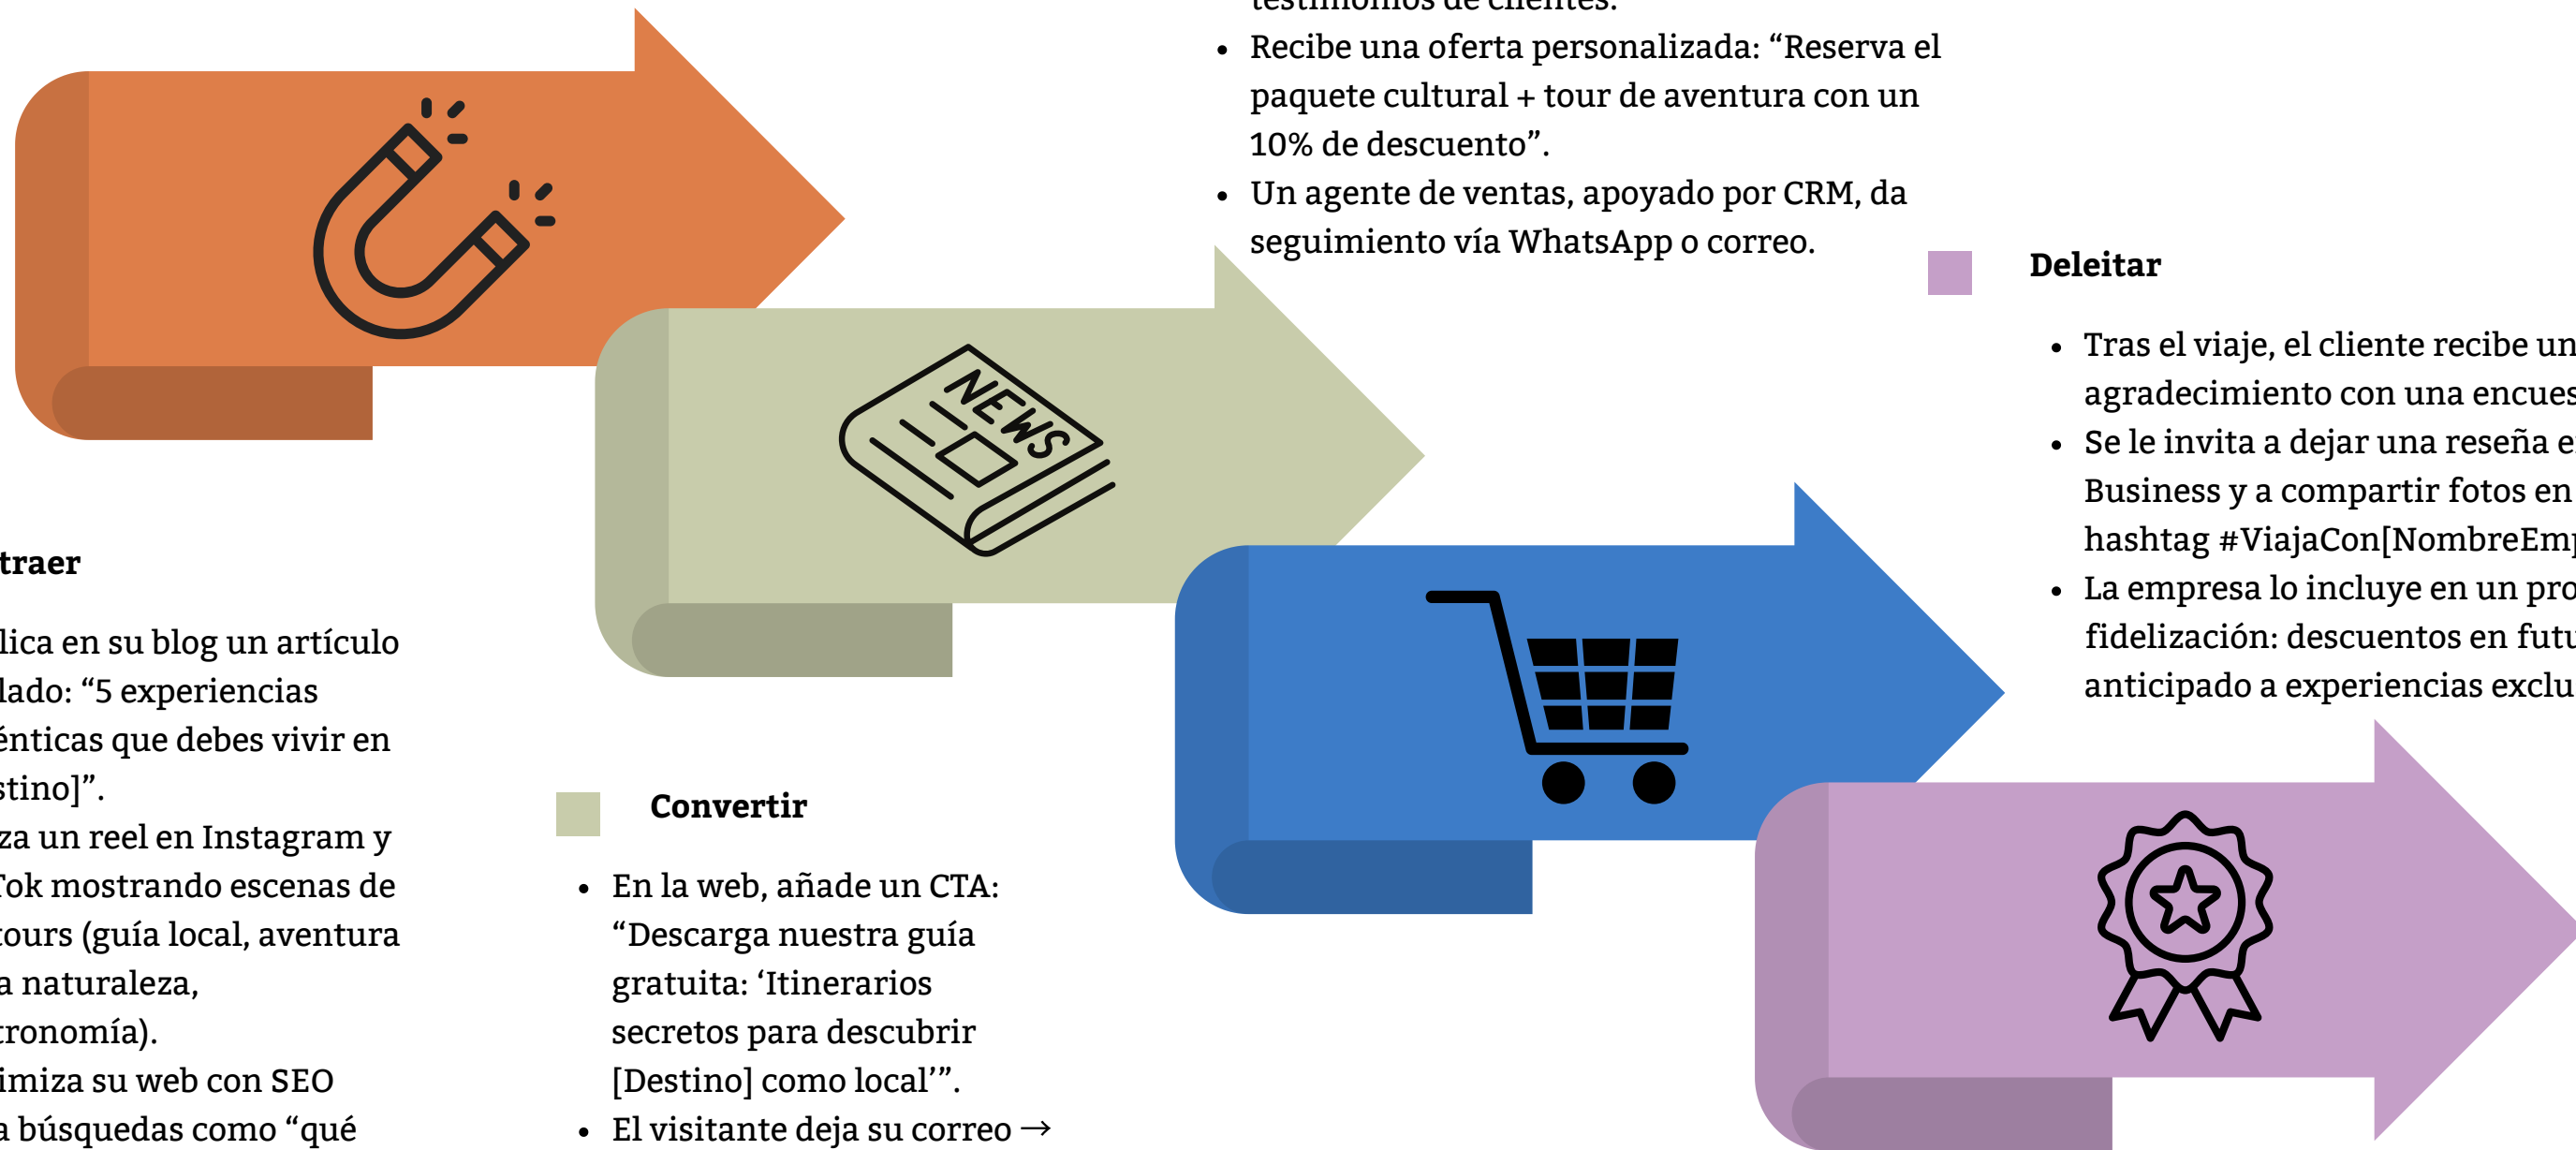 testimonios de clientes.
• Recibe una oferta personalizada: “Reserva el
paquete cultural + tour de aventura con un
10% de descuento”.
• Un agente de ventas, apoyado por CRM, da
seguimiento vía WhatsApp o correo.
NEWS
traer
lica en su blog un artículo
lado: “5 experiencias
énticas que debes vivir en
stino]”.
za un reel en Instagram y
Tok mostrando escenas de
tours (guía local, aventura
a naturaleza,
tronomía).
imiza su web con SEO
a búsquedas como “qué
Convertir
• En la web, añade un CTA:
“Descarga nuestra guía
gratuita: ‘Itinerarios
secretos para descubrir
[Destino] como local’”.
• El visitante deja su correo →
Deleitar
• Tras el viaje, el cliente recibe un
agradecimiento con una encues
• Se le invita a dejar una reseña e
Business y a compartir fotos en
hashtag #ViajaCon[NombreEmp
• La empresa lo incluye en un pro
fidelización: descuentos en futu
anticipado a experiencias exclu